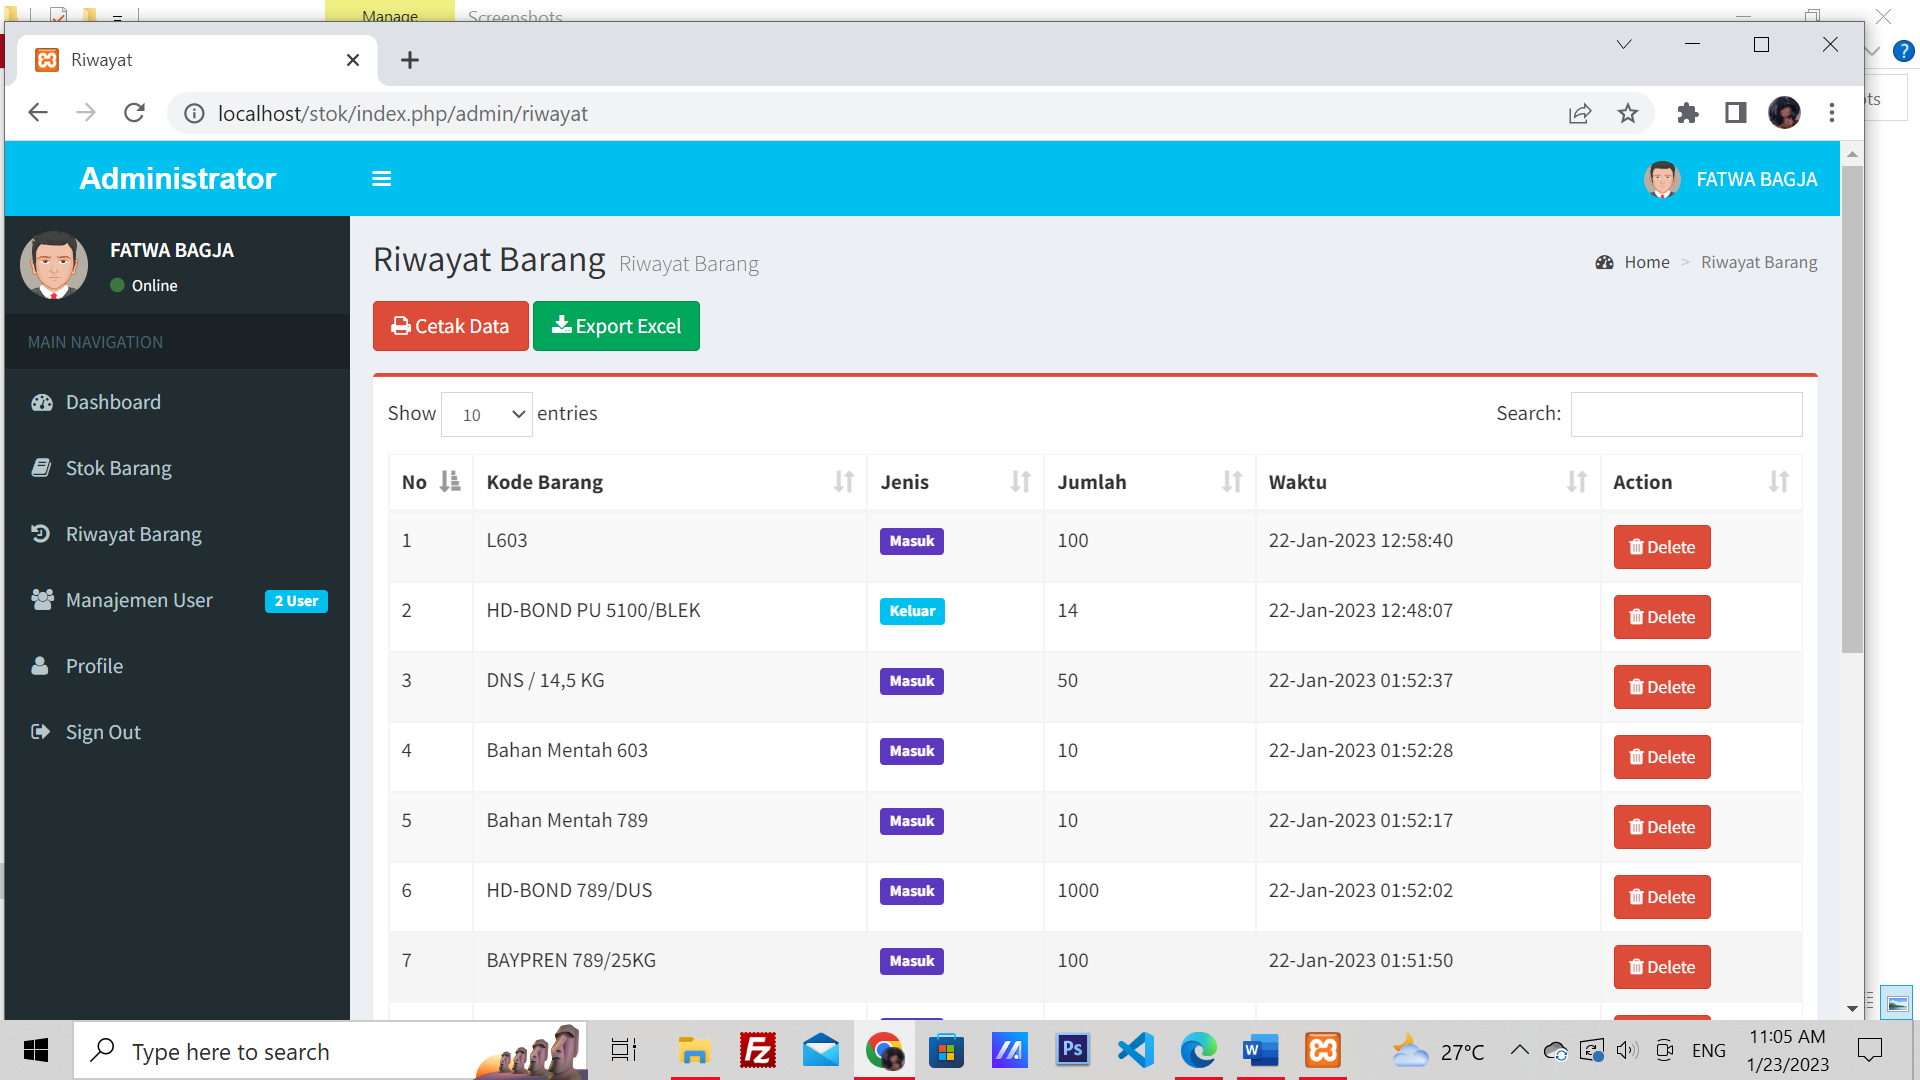 Manage
Screenshots
Riwayat
localhost/stok/index.php/admin/riwayat
Administrator
FATWA BAGJA
FATWA BAGJA
Online
MAIN NAVIGATION
Dashboard
Stok Barang
Riwayat Barang
Manajemen User 2 User
Profile
Sign Out
Riwayat Barang Riwayat Barang
Home > Riwayat Barang
Cetak Data Export Excel
Show 10 entries Search:
No Kode Barang Jenis Jumlah Waktu Action
1 L603 Masuk 100 22-Jan-2023 12:58:40 Delete
2 HD-BOND PU 5100/BLEK Keluar 14 22-Jan-2023 12:48:07 Delete
3 DNS / 14,5 KG Masuk 50 22-Jan-2023 01:52:37 Delete
4 Bahan Mentah 603 Masuk 10 22-Jan-2023 01:52:28 Delete
5 Bahan Mentah 789 Masuk 10 22-Jan-2023 01:52:17 Delete
6 HD-BOND 789/DUS Masuk 1000 22-Jan-2023 01:52:02 Delete
7 BAYPREN 789/25KG Masuk 100 22-Jan-2023 01:51:50 Delete
Type here to search
Ps
W
27°C
ENG
11:05 AM
1/23/2023